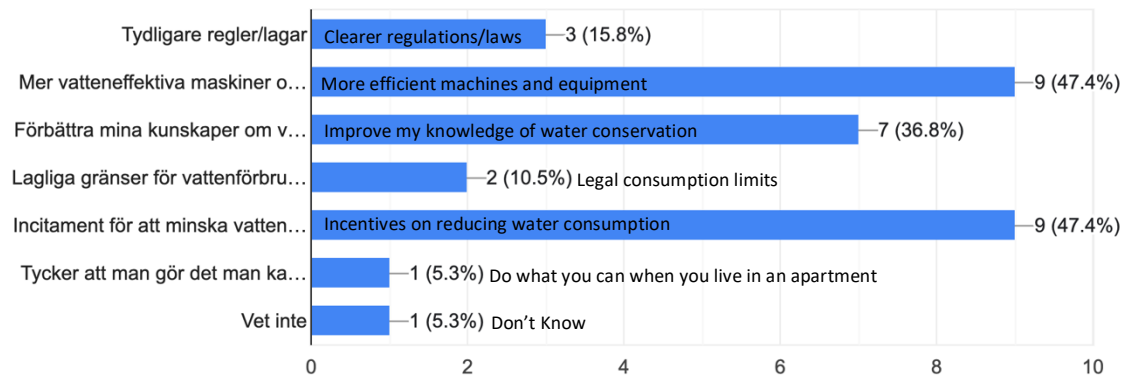 Tydligare regler/lagar Clearer regulations/laws 3 (15.8%)
Mer vatteneffektiva maskiner o… More efficient machines and equipment 9 (47.4%)
Förbättra mina kunskaper om v… Improve my knowledge of water conservation 7 (36.8%)
Lagliga gränser för vattenförbru… 2 (10.5%) Legal consumption limits
Incitament för att minska vatten… Incentives on reducing water consumption 9 (47.4%)
Tycker att man gör det man ka… 1 (5.3%) Do what you can when you live in an apartment
Vet inte 1 (5.3%) Don’t Know
0 2 4 6 8 10